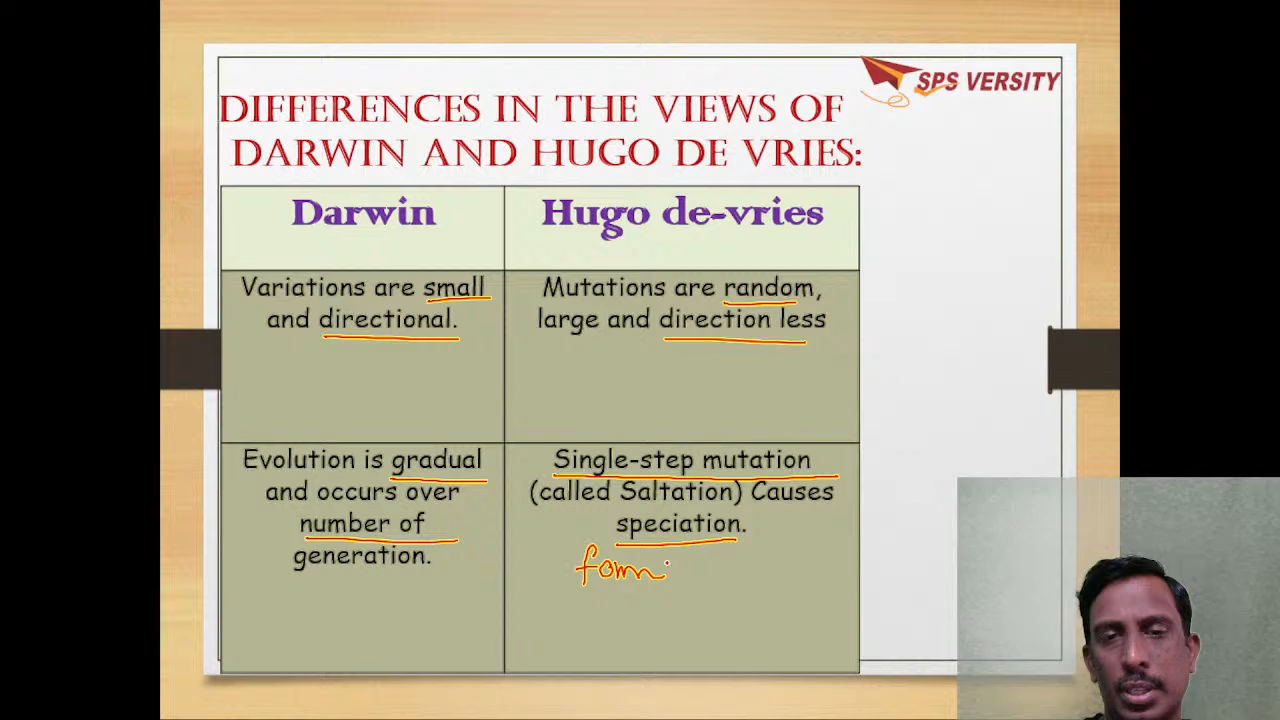 SPS VERSITY
DIFFERENCES IN THE VIEWS OF
DARWIN AND HUGO DE VRIES:
Darwin
Hugo de-vries
Variations are small
and directional.
Mutations are random,
large and direction less
Evolution is gradual
and occurs over
number of
generation.
Single-step mutation
(called Saltation) Causes
speciation.
form